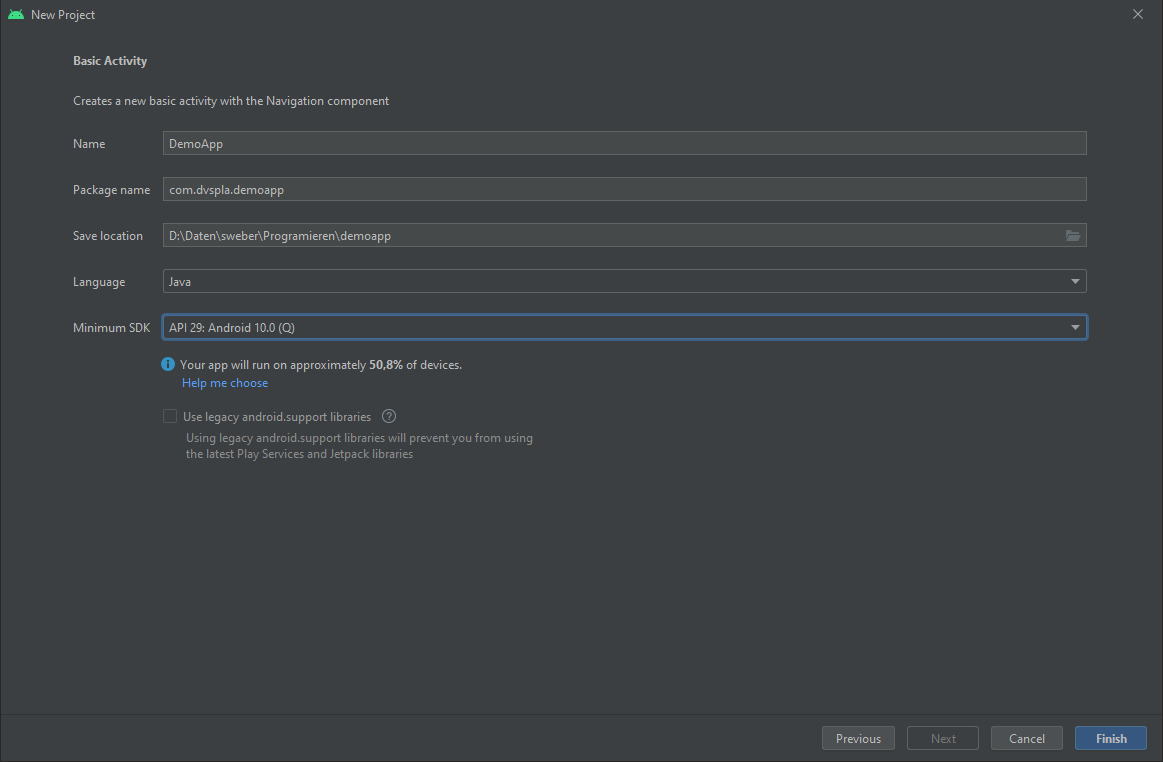 New Project
Basic Activity
Creates a new basic activity with the Navigation component
Name DemoApp
Package name com.dvspla.demoapp
Save location D:\Daten\sweber\Programieren\demoapp
Language Java
Minimum SDK API 29: Android 10.0 (Q)
Your app will run on approximately 50,8% of devices.
Help me choose
Use legacy android.support libraries ?
Using legacy android.support libraries will prevent you from using
the latest Play Services and Jetpack libraries
Previous Next Cancel Finish